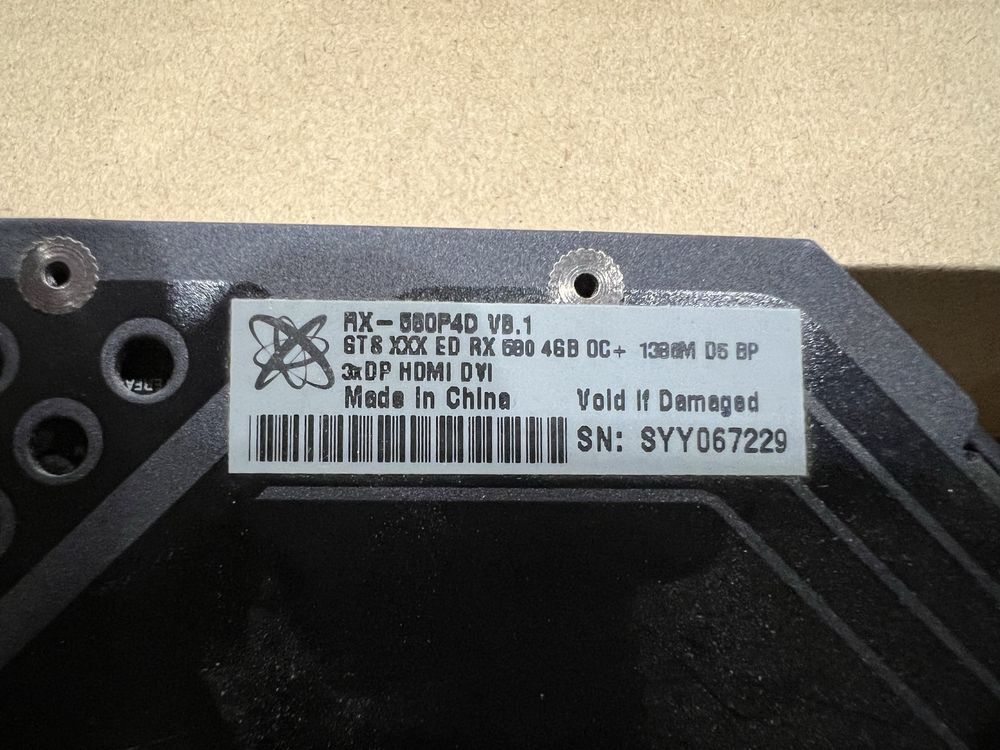 RX-580P4D V8.1
GTS XXX ED RX 580 4GB OC+ 1386M D5 BP
3xDP HDMI DVI
Made In China Void If Damaged
SN: SYY067229